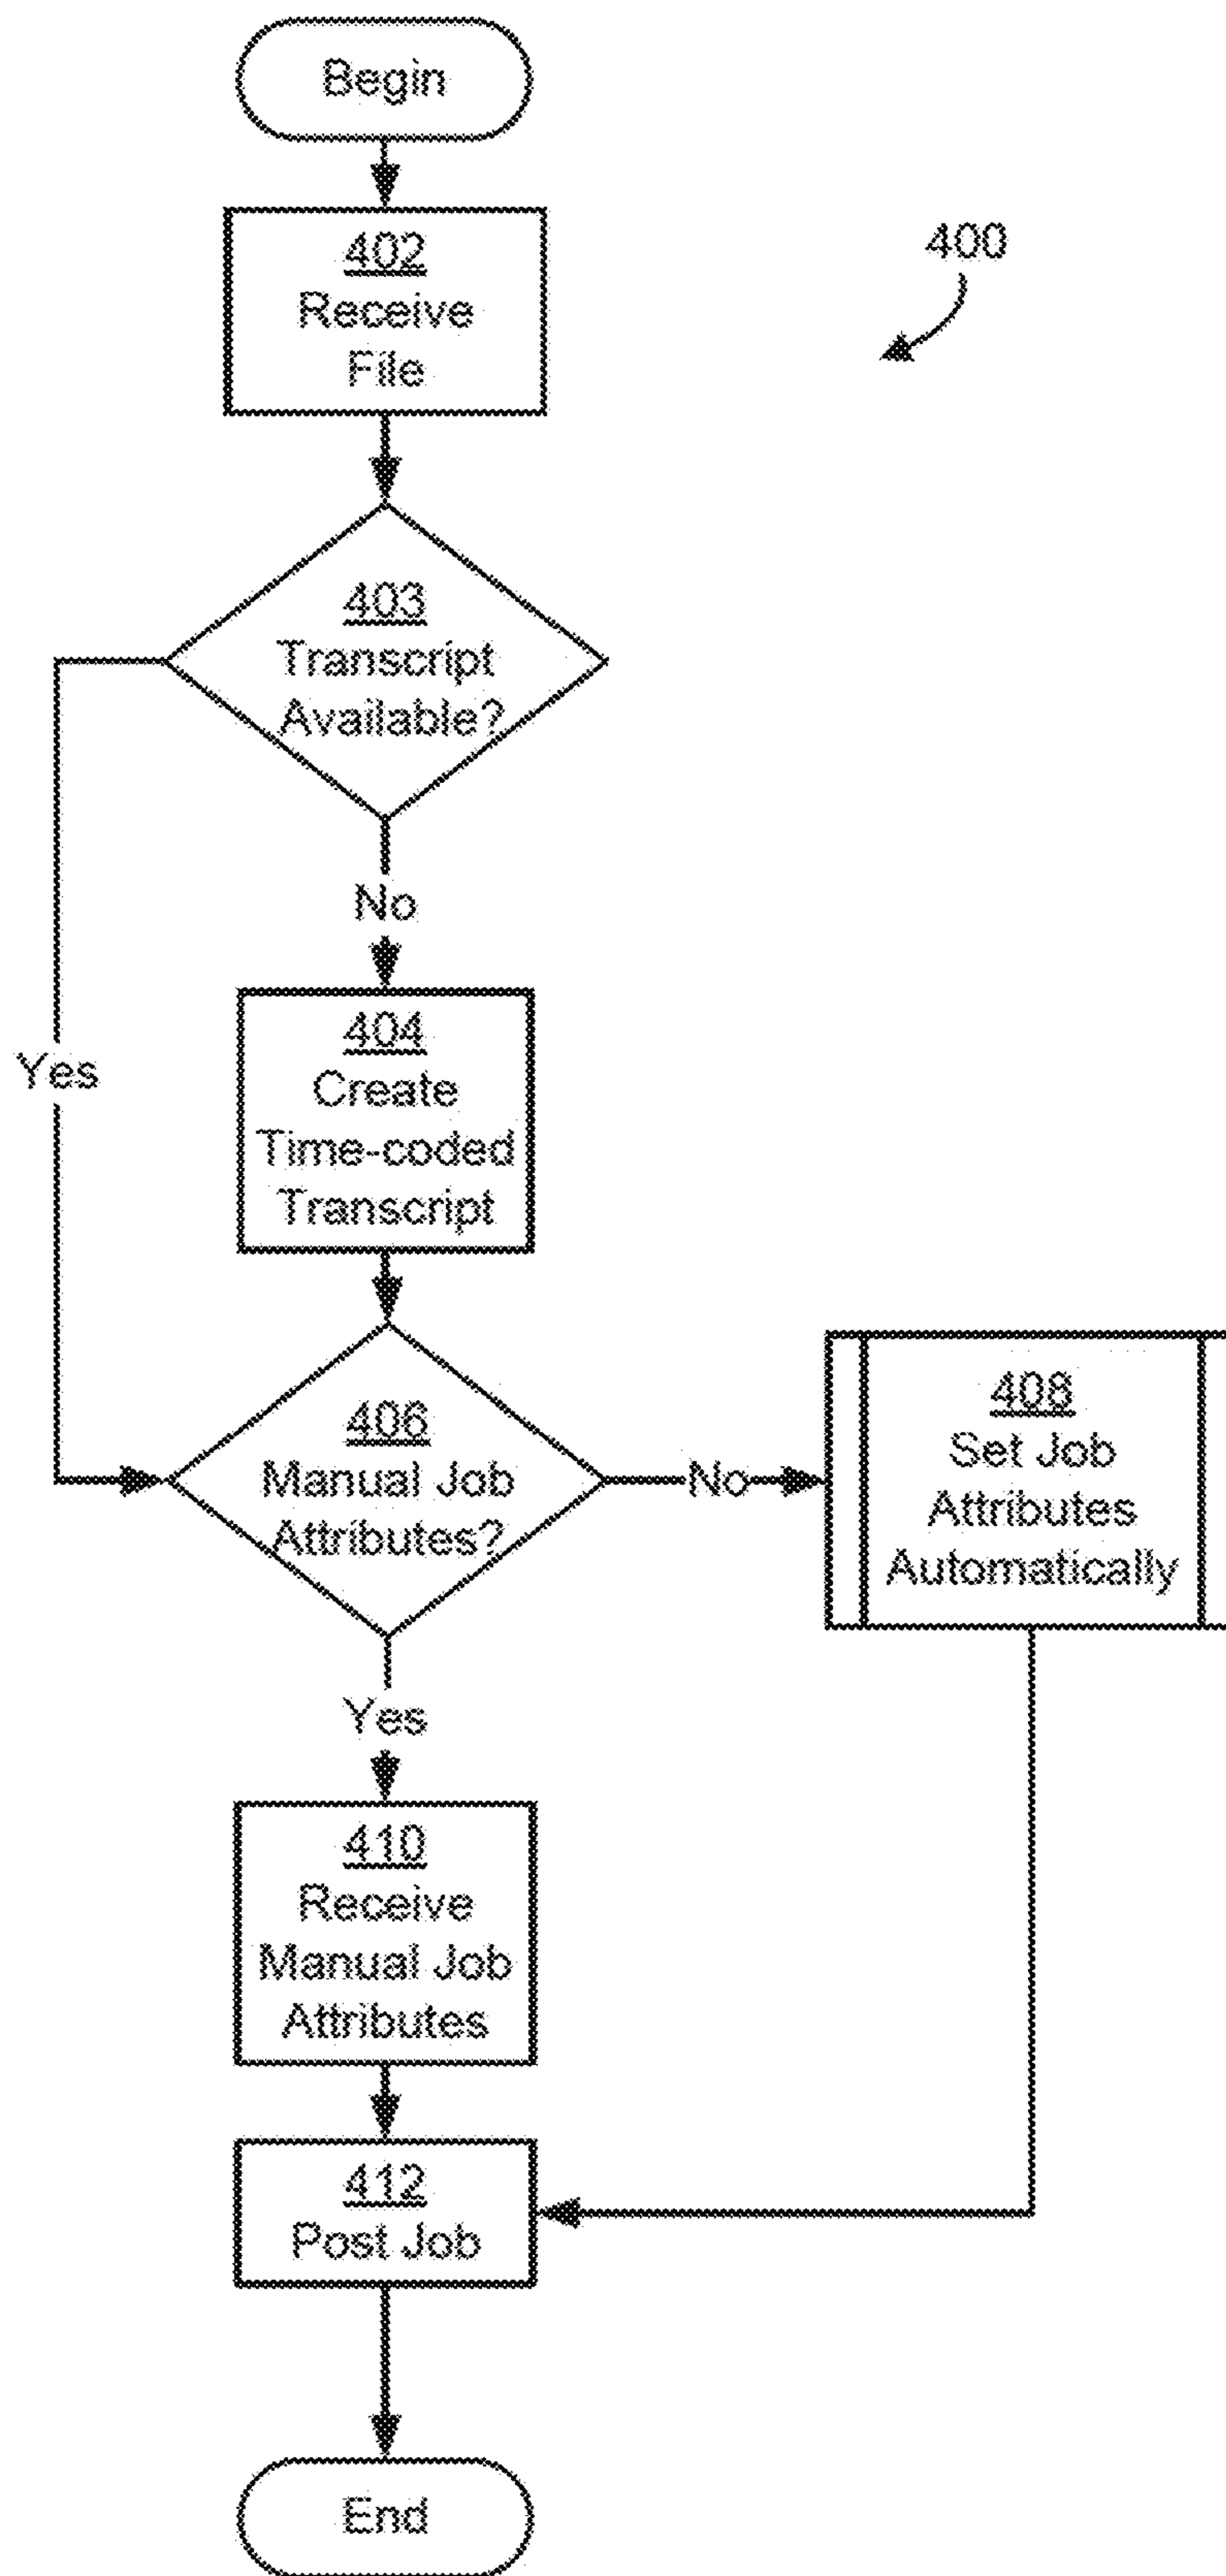 Begin
402
Receive
File
400
403
Transcript
Available?
No
Yes
404
Create
Time-coded
Transcript
406
Manual Job
Attributes?
No
408
Set Job
Attributes
Automatically
Yes
410
Receive
Manual Job
Attributes
412
Post Job
End